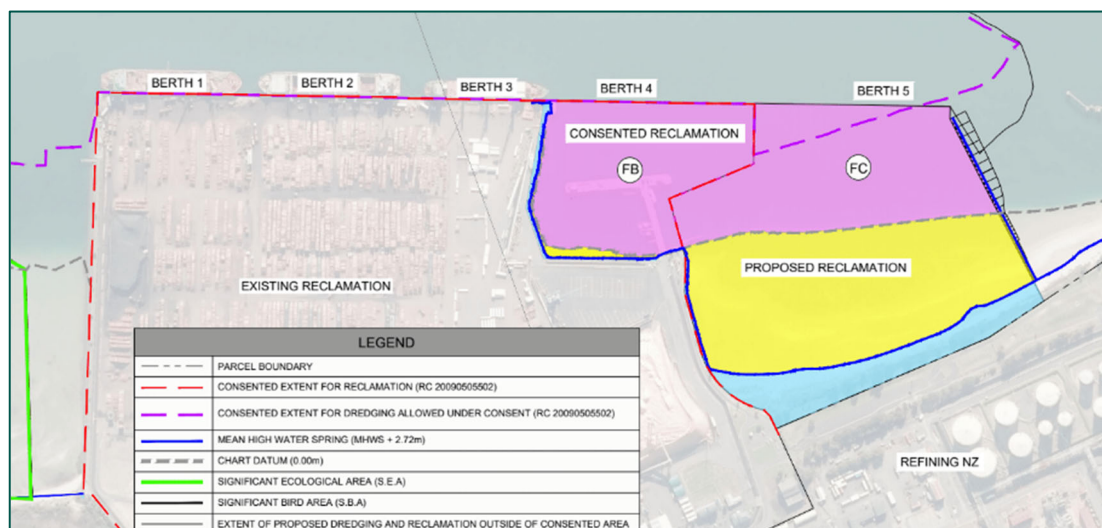 BERTH 1
BERTH 2
BERTH 3
BERTH 4
BERTH 5
CONSENTED RECLAMATION
FB
FC
PROPOSED RECLAMATION
EXISTING RECLAMATION
REFINING NZ
LEGEND
PARCEL BOUNDARY
CONSENTED EXTENT FOR RECLAMATION (RC 20090505502)
CONSENTED EXTENT FOR DREDGING ALLOWED UNDER CONSENT (RC 20090505502)
MEAN HIGH WATER SPRING (MHWS + 2.72m)
CHART DATUM (0.00m)
SIGNIFICANT ECOLOGICAL AREA (S.E.A)
SIGNIFICANT BIRD AREA (S.B.A)
EXTENT OF PROPOSED DREDGING AND RECLAMATION OUTSIDE OF CONSENTED AREA